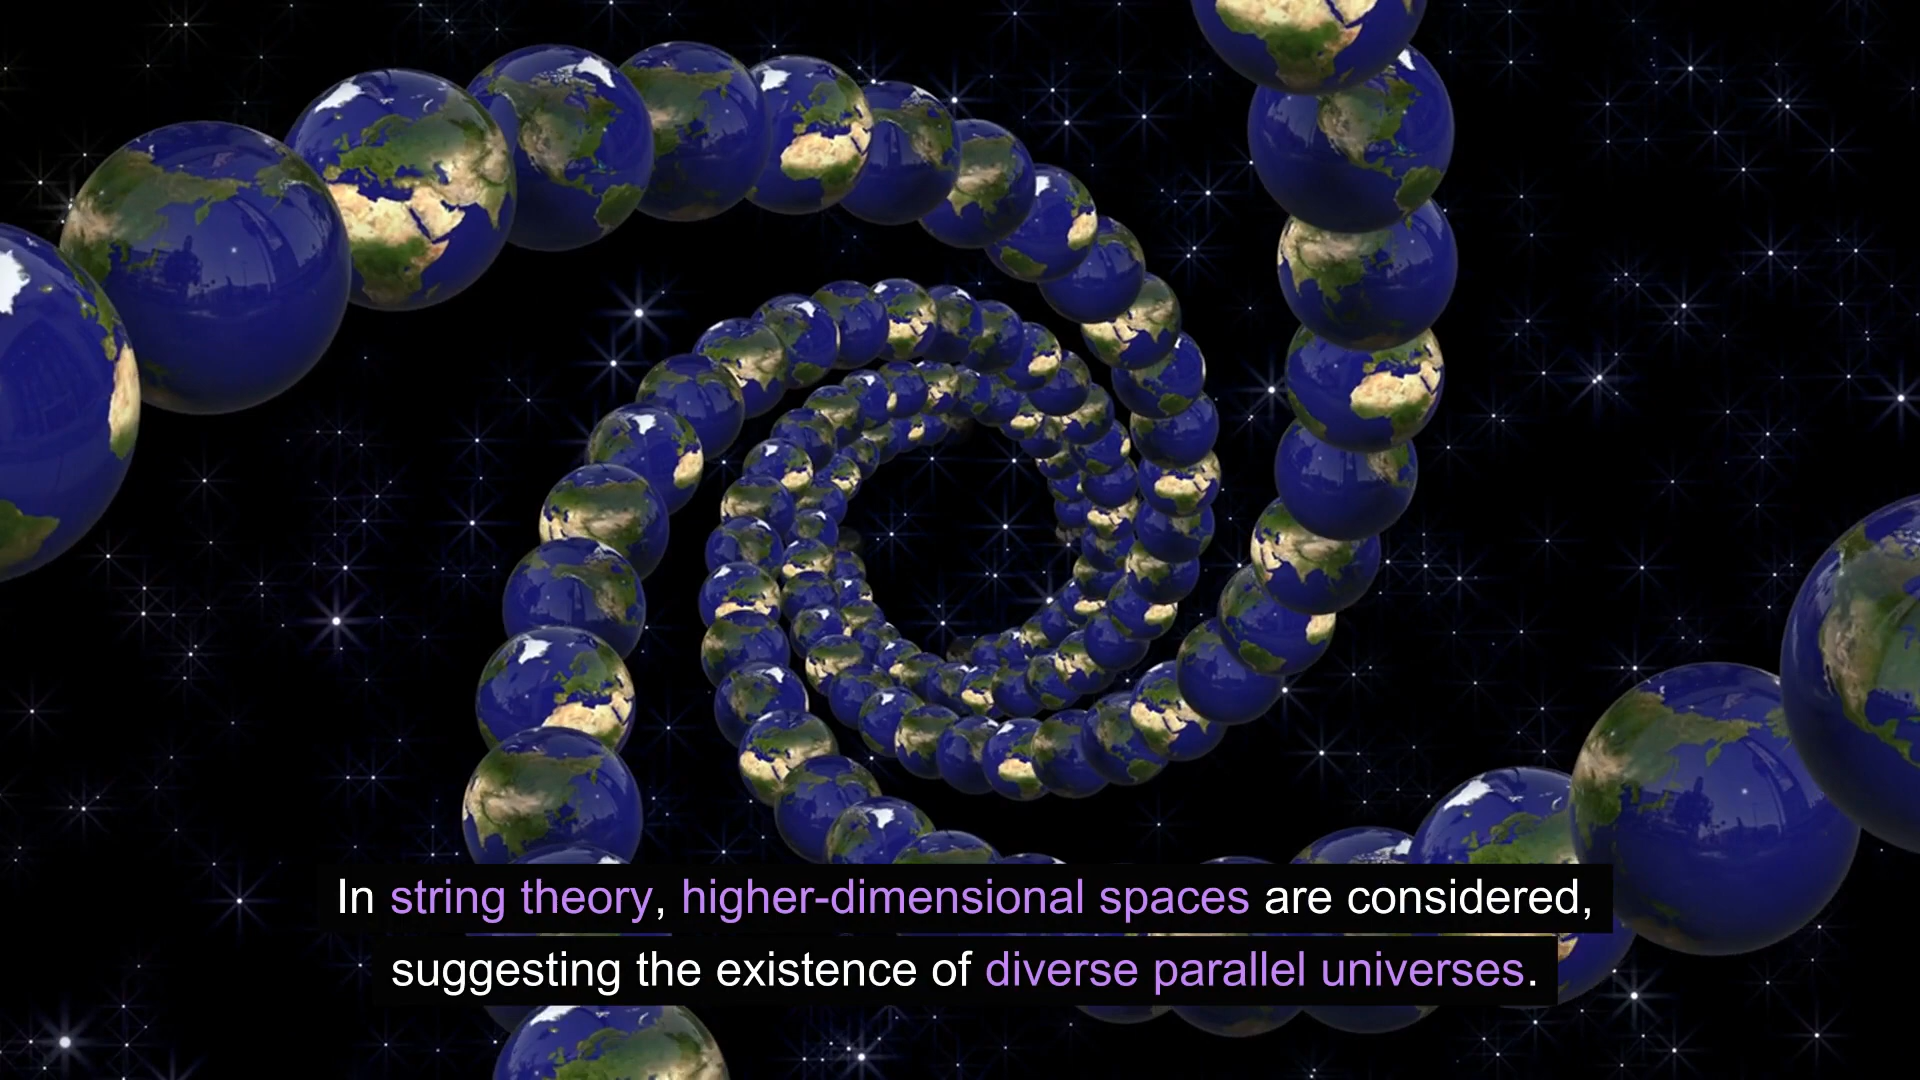 In string theory, higher-dimensional spaces are considered,
suggesting the existence of diverse parallel universes.